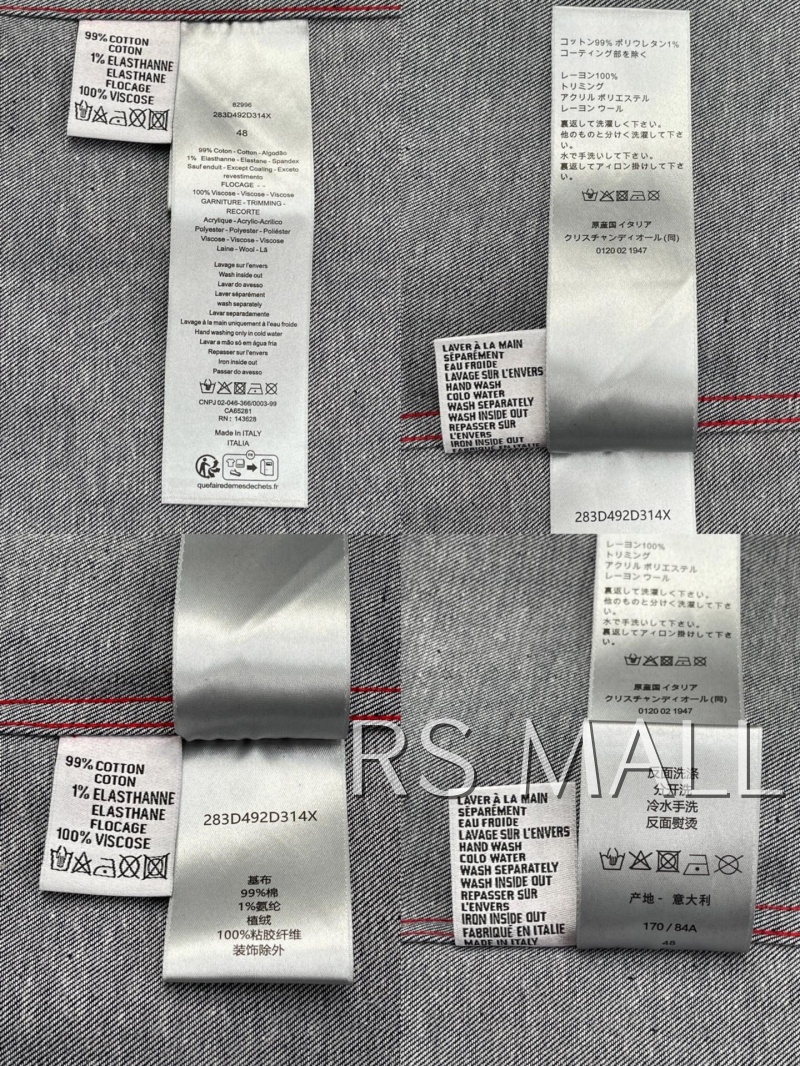 99% COTTON
COTON
1% ELASTHANNE
ELASTHANE
FLOCAGE
100% VISCOSE
82996
283D492D314X
48
99% Coton - Cotton - Algodão
1% Elasthanne - Elastane - Spandex
Sauf enduit - Except Coating - Exceto
revestimento
FLOCAGE - -
100% Viscose - Viscose - Viscose
GARNITURE - TRIMMING -
RECORTE
Acrylique - Acrylic-Acrilico
Polyester - Polyester - Poliéster
Viscose - Viscose - Viscose
Laine - Wool - Lã
Lavage sur l'envers
Wash inside out
Lavar do avesso
Laver séparément
wash separately
Lavar separadamente
Lavage à la main uniquement à l'eau froide
Hand washing only in cold water
Lavar a mão só em água fria
Repasser sur l'envers
Iron inside out
Passar do avesso
CNPJ 02-046-366/0003-99
CA65281
RN : 143628
Made in ITALY
ITALIA
FR
quefairedemesdechets.fr
コットン99% ポリウレタン1%
コーティング部を除く
レーヨン100%
トリミング
アクリル ポリエステル
レーヨン ウール
裏返して洗濯しく下さい。
他のものと分けく洗濯して下さ
い。
水で手洗いして下さい。
裏返してアイロン掛けして下さ
い。
原産国 イタリア
クリスチャンディオール(同)
0120 02 1947
LAVER À LA MAIN
SÉPARÉMENT
EAU FROIDE
LAVAGE SUR L'ENVERS
HAND WASH
COLD WATER
WASH SEPARATELY
WASH INSIDE OUT
REPASSER SUR
L'ENVERS
IRON INSIDE OUT
FABRIQUÉ EN ITALIE
283D492D314X
99% COTTON
COTON
1% ELASTHANNE
ELASTHANE
FLOCAGE
100% VISCOSE
283D492D314X
基布
99%棉
1%氨纶
植绒
100%粘胶纤维
装饰除外
レーヨン100%
トリミング
アクリル ポリエステル
レーヨン ウール
裏返して洗濯しく下さい。
他のものと分けく洗濯して下さ
い。
水で手洗いして下さい。
裏返してアイロン掛けして下さ
い。
原産国 イタリア
クリスチャンディオール(同)
0120 02 1947
RS MALL
LAVER À LA MAIN
SÉPARÉMENT
EAU FROIDE
LAVAGE SUR L'ENVERS
HAND WASH
COLD WATER
WASH SEPARATELY
WASH INSIDE OUT
REPASSER SUR
L'ENVERS
IRON INSIDE OUT
FABRIQUÉ EN ITALIE
MADE IN ITALY
反面洗涤
分开洗
冷水手洗
反面熨烫
产地 - 意大利
170 / 84A
48